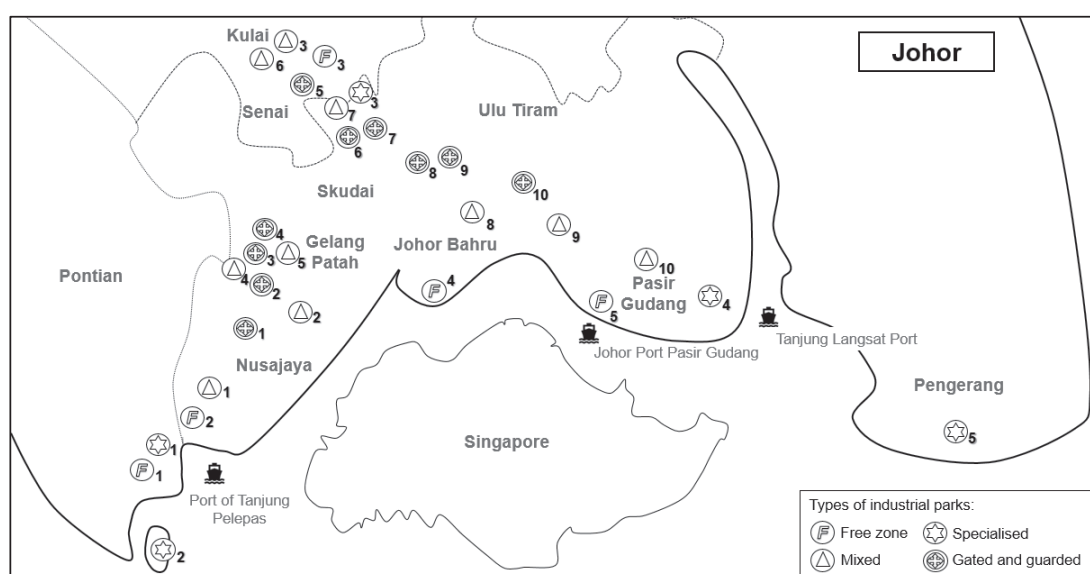 Johor
Kulai
3
6
F
3
5
3
7
Senai
Ulu Tiram
7
6
8
9
10
Skudai
8
9
4
Gelang
Patah
Johor Bahru
3
5
4
2
Pontian
10
Pasir
Gudang
F
4
F
5
4
2
1
Johor Port Pasir Gudang
Tanjung Langsat Port
Nusajaya
Pengerang
1
F
2
Singapore
5
1
F
1
Port of Tanjung
Pelepas
2
Types of industrial parks:
F Free zone
Specialised
Mixed
Gated and guarded